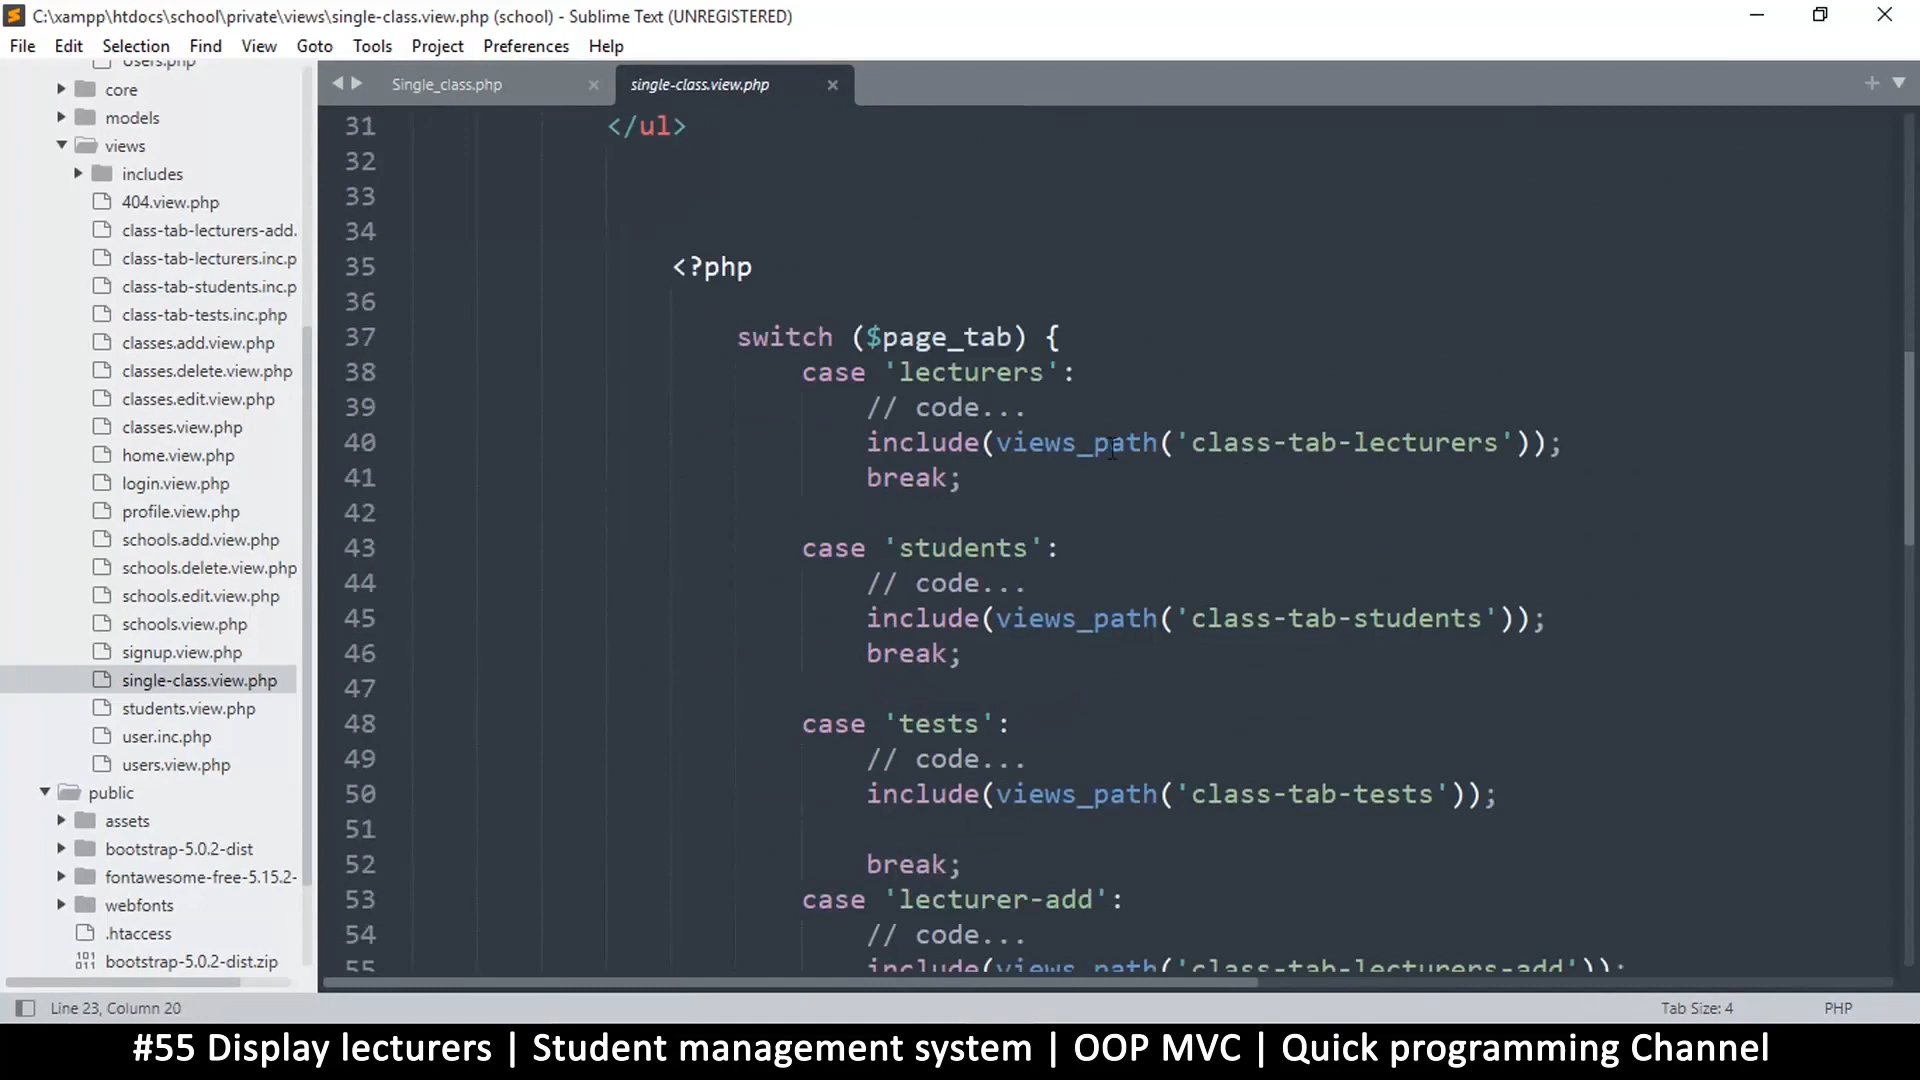 C:\xampp\htdocs\school\private\views\single-class.view.php (school) - Sublime Text (UNREGISTERED)
File Edit Selection Find View Goto Tools Project Preferences Help
users.php
core
models
views
includes
404.view.php
class-tab-lecturers-add.
class-tab-lecturers.inc.p
class-tab-students.inc.p
class-tab-tests.inc.php
classes.add.view.php
classes.delete.view.php
classes.edit.view.php
classes.view.php
home.view.php
login.view.php
profile.view.php
schools.add.view.php
schools.delete.view.php
schools.edit.view.php
schools.view.php
signup.view.php
single-class.view.php
students.view.php
user.inc.php
users.view.php
public
assets
bootstrap-5.0.2-dist
fontawesome-free-5.15.2-
webfonts
.htaccess
bootstrap-5.0.2-dist.zip
Single_class.php single-class.view.php
31 </ul>
32
33
34
35 <?php
36
37 switch ($page_tab) {
38 case 'lecturers':
39 // code...
40 include(views_path('class-tab-lecturers'));
41 break;
42
43 case 'students':
44 // code...
45 include(views_path('class-tab-students'));
46 break;
47
48 case 'tests':
49 // code...
50 include(views_path('class-tab-tests'));
51
52 break;
53 case 'lecturer-add':
54 // code...
55 include(views_path('class-tab-lecturers-add'));
Line 23, Column 20 Tab Size: 4 PHP
#55 Display lecturers | Student management system | OOP MVC | Quick programming Channel